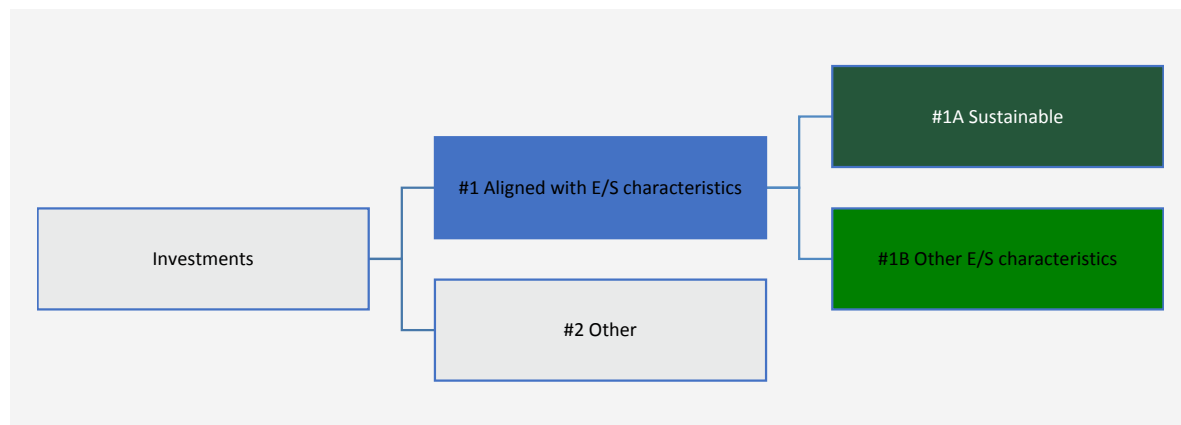 #1A Sustainable
#1 Aligned with E/S characteristics
Investments
#1B Other E/S characteristics
#2 Other